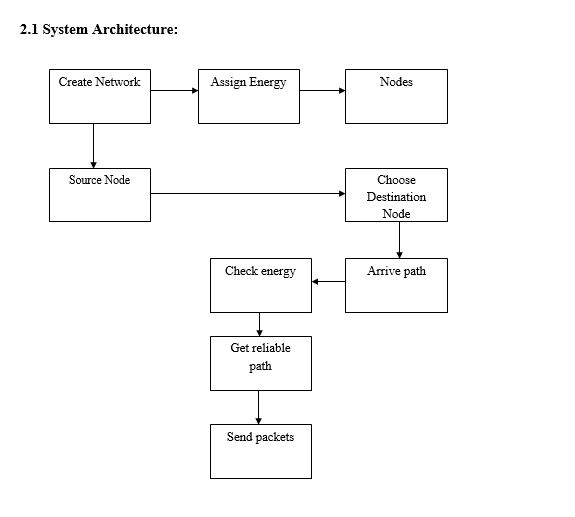 2.1 System Architecture:
Create Network
Assign Energy
Nodes
Source Node
Choose
Destination
Node
Check energy
Arrive path
Get reliable
path
Send packets